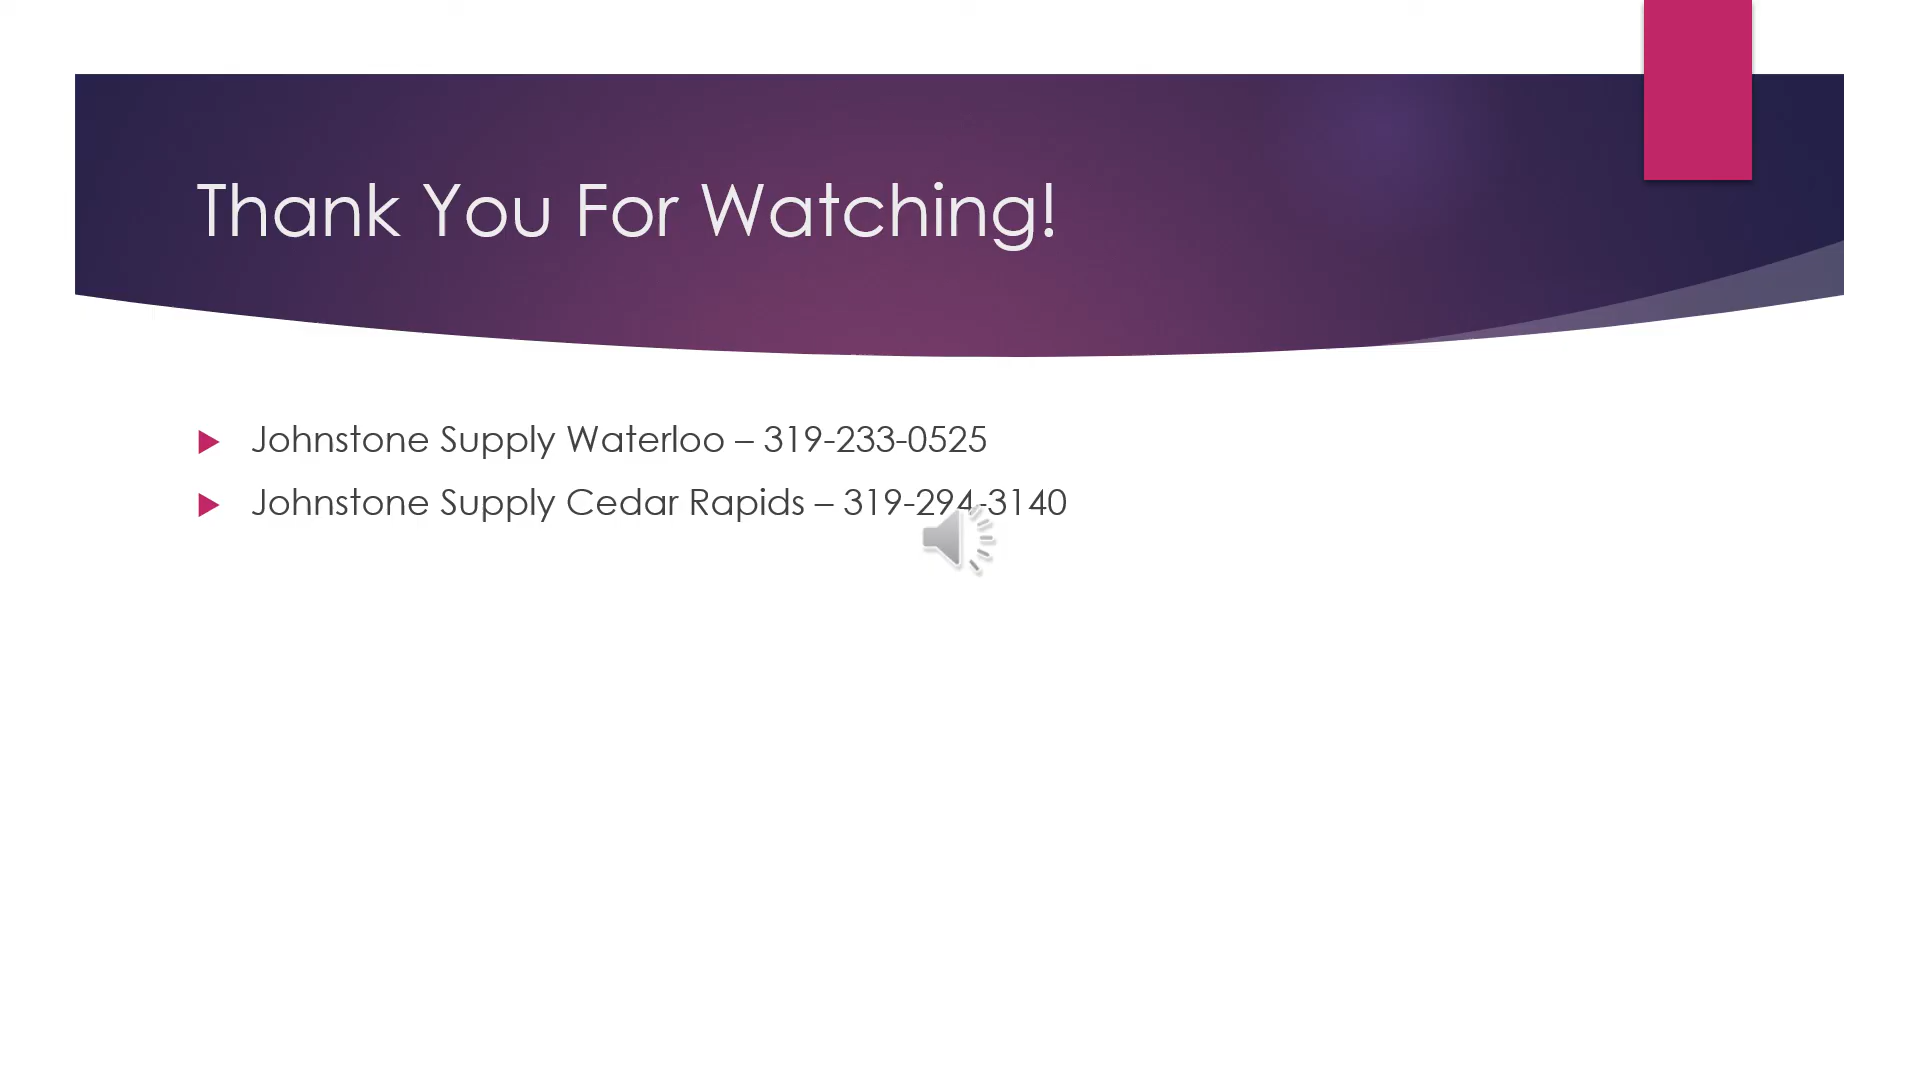 Thank You For Watching!
Johnstone Supply Waterloo – 319-233-0525
Johnstone Supply Cedar Rapids – 319-294-3140